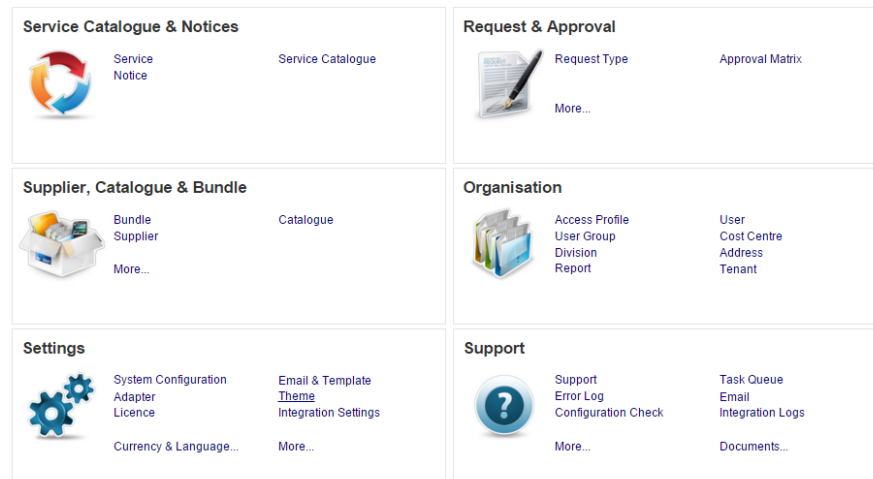 Service Catalogue & Notices
Service
Service Catalogue
Notice
Request & Approval
Request Type
Approval Matrix
More...
Supplier, Catalogue & Bundle
Bundle
Catalogue
Supplier
More...
Organisation
Access Profile
User
User Group
Cost Centre
Division
Address
Report
Tenant
Settings
System Configuration
Email & Template
Adapter
Theme
Licence
Integration Settings
Currency & Language...
More...
Support
Support
Task Queue
Error Log
Email
Configuration Check
Integration Logs
More...
Documents...